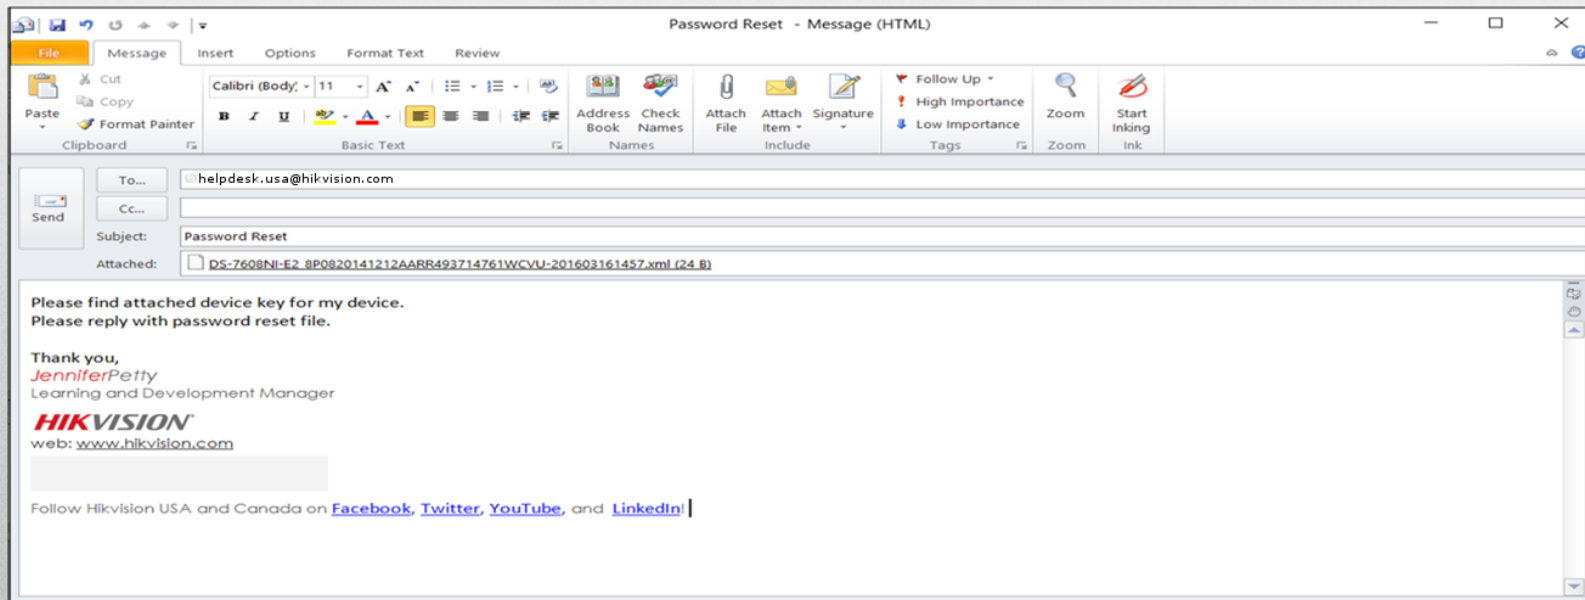 Password Reset - Message (HTML)
File Message Insert Options Format Text Review
Paste
Cut
Copy
Format Painter
Clipboard
Calibri (Body) 11
B I U
Basic Text
Address Book
Check Names
Names
Attach File
Attach Item
Signature
Include
Follow Up
High Importance
Low Importance
Tags
Zoom
Zoom
Start Inking
Ink
Send
To...
helpdesk.usa@hikvision.com
Cc...
Subject: Password Reset
Attached: DS-7608NI-E2_8P0820141212AARR493714761WCVU-201603161457.xml (24 B)
Please find attached device key for my device.
Please reply with password reset file.
Thank you,
JenniferPetty
Learning and Development Manager
HIKVISION
web: www.hikvision.com
Follow Hikvision USA and Canada on Facebook, Twitter, YouTube, and LinkedIn!